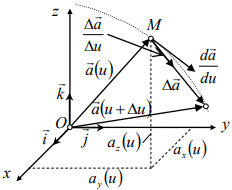 z
M
Δa⃗/Δu
Δa⃗
da⃗/du
a⃗(u)
k⃗
a⃗(u+Δu)
O
i⃗
j⃗
a_z(u)
y
x
a_y(u)
a_x(u)